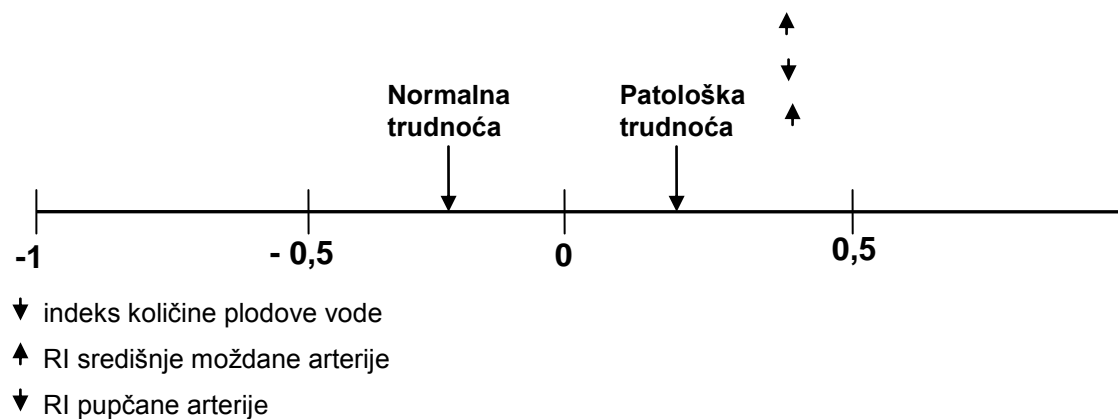 Normalna
trudnoća
Patološka
trudnoća
-1
- 0,5
0
0,5
indeks količine plodove vode
RI središnje moždane arterije
RI pupčane arterije